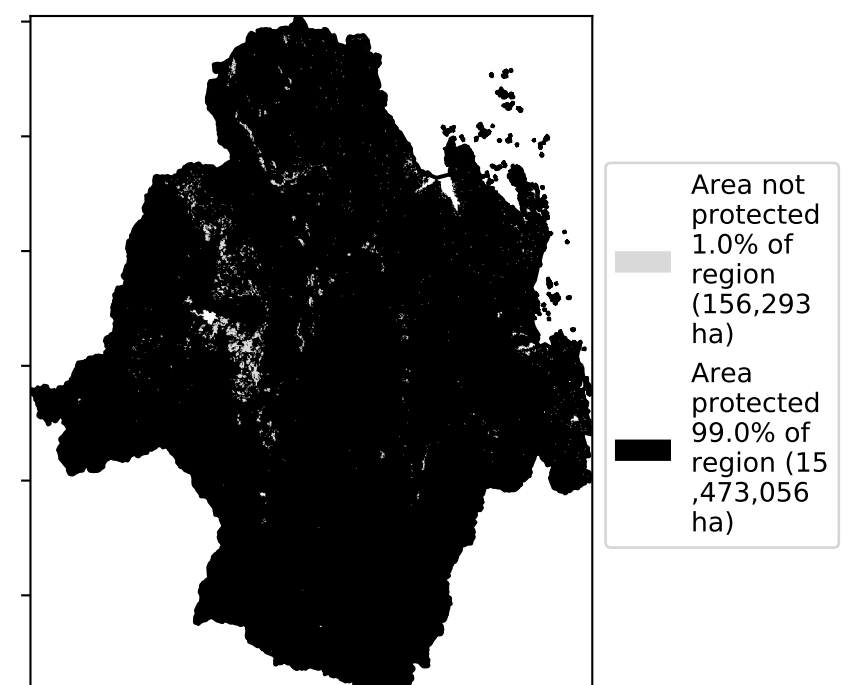 Area not
protected
1.0% of
region
(156,293
ha)
Area
protected
99.0% of
region (15
,473,056
ha)